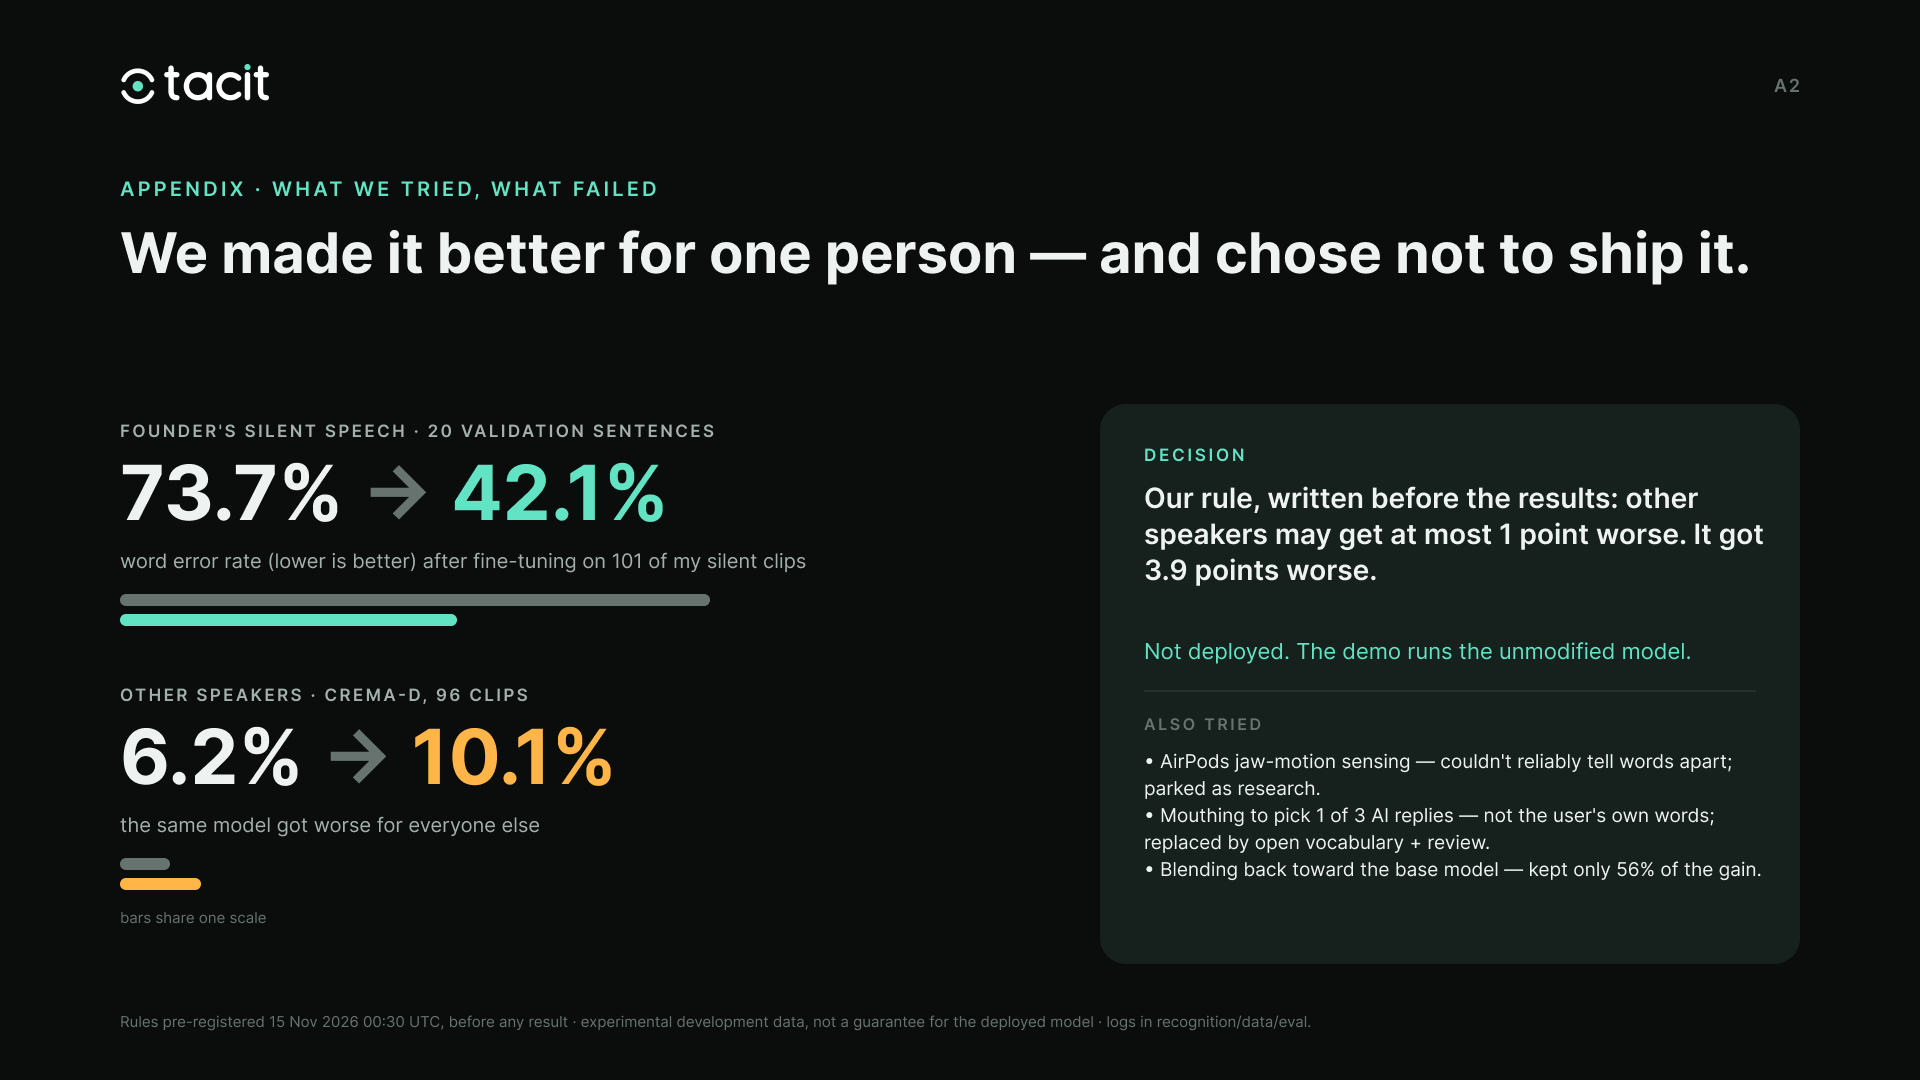 tacit
A2
APPENDIX · WHAT WE TRIED, WHAT FAILED
We made it better for one person — and chose not to ship it.
FOUNDER'S SILENT SPEECH · 20 VALIDATION SENTENCES
73.7% → 42.1%
word error rate (lower is better) after fine-tuning on 101 of my silent clips
OTHER SPEAKERS · CREMA-D, 96 CLIPS
6.2% → 10.1%
the same model got worse for everyone else
bars share one scale
DECISION
Our rule, written before the results: other
speakers may get at most 1 point worse. It got
3.9 points worse.
Not deployed. The demo runs the unmodified model.
ALSO TRIED
• AirPods jaw-motion sensing — couldn't reliably tell words apart;
parked as research.
• Mouthing to pick 1 of 3 AI replies — not the user's own words;
replaced by open vocabulary + review.
• Blending back toward the base model — kept only 56% of the gain.
Rules pre-registered 15 Nov 2026 00:30 UTC, before any result · experimental development data, not a guarantee for the deployed model · logs in recognition/data/eval.